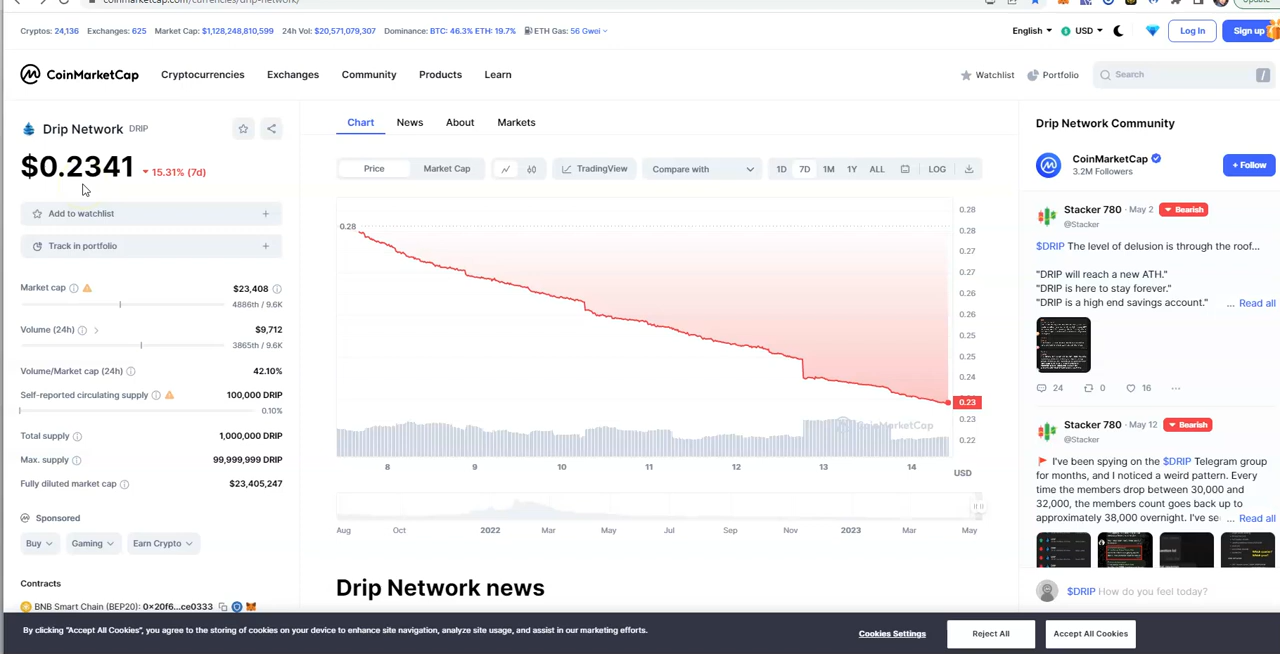 coinmarketcap.com/currencies/drip-network/
Update
Cryptos: 24,136 Exchanges: 625 Market Cap: $1,128,248,810,599 24h Vol: $20,571,079,307 Dominance: BTC: 46.3% ETH: 19.7% ETH Gas: 56 Gwei
English USD Log In Sign up
CoinMarketCap Cryptocurrencies Exchanges Community Products Learn
Watchlist Portfolio Search /
Drip Network DRIP
$0.2341 15.31% (7d)
Add to watchlist +
Track in portfolio +
Market cap $23,408
4886th / 9.6K
Volume (24h) $9,712
3865th / 9.6K
Volume/Market cap (24h) 42.10%
Self-reported circulating supply 100,000 DRIP
0.10%
Total supply 1,000,000 DRIP
Max. supply 99,999,999 DRIP
Fully diluted market cap $23,405,247
Sponsored
Buy Gaming Earn Crypto
Contracts
BNB Smart Chain (BEP20): 0x20f6...ce0333
Chart News About Markets
Price Market Cap TradingView Compare with 1D 7D 1M 1Y ALL LOG
0.28
0.28
0.28
0.27
0.27
0.26
0.26
0.25
0.25
0.24
0.23
0.23
0.22
CoinMarketCap
8 9 10 11 12 13 14 USD
Aug Oct 2022 Mar May Jul Sep Nov 2023 Mar May
Drip Network news
Drip Network Community
CoinMarketCap
3.2M Followers
+ Follow
Stacker 780 · May 2 Bearish
@Stacker
$DRIP The level of delusion is through the roof...
"DRIP will reach a new ATH."
"DRIP is here to stay forever."
"DRIP is a high end savings account." ... Read all
24 0 16 ...
Stacker 780 · May 12 Bearish
@Stacker
I've been spying on the $DRIP Telegram group
for months, and I noticed a weird pattern. Every
time the members drop between 30,000 and
32,000, the members count goes back up to
approximately 38,000 overnight. I've se ... Read all
$DRIP How do you feel today?
By clicking "Accept All Cookies", you agree to the storing of cookies on your device to enhance site navigation, analyze site usage, and assist in our marketing efforts.
Cookies Settings Reject All Accept All Cookies